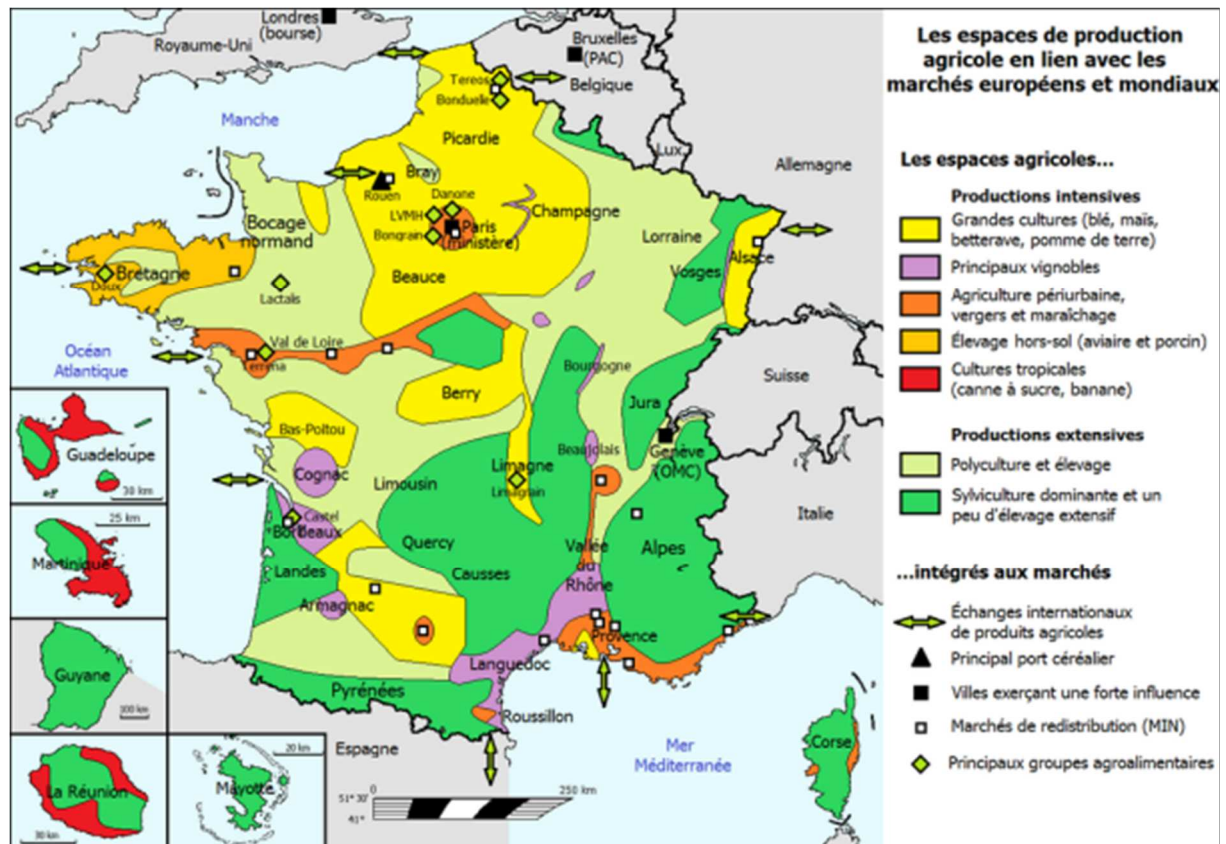 Les espaces de production
agricole en lien avec les
marchés européens et mondiaux
Les espaces agricoles...
Productions intensives
Grandes cultures (blé, maïs,
betterave, pomme de terre)
Principaux vignobles
Agriculture périurbaine,
vergers et maraîchage
Élevage hors-sol (aviaire et porcin)
Cultures tropicales
(canne à sucre, banane)
Productions extensives
Polyculture et élevage
Sylviculture dominante et un
peu d'élevage extensif
...intégrés aux marchés
Échanges internationaux
de produits agricoles
Principal port céréalier
Villes exerçant une forte influence
Marchés de redistribution (MIN)
Principaux groupes agroalimentaires
Londres
(bourse)
Royaume-Uni
Bruxelles
(PAC)
Belgique
Tereos
Bonduelle
Manche
Picardie
Lux.
Allemagne
Bray
Rouen
Danone
LVMH
Paris
(ministère)
Bongrain
Champagne
Bocage
normand
Lorraine
Alsace
Vosges
Bretagne
Doux
Beauce
Lactalis
Océan
Atlantique
Val de Loire
Terrena
Bourgogne
Suisse
Berry
Jura
Bas-Poitou
Beaujolais
Genève
(OMC)
Cognac
Limousin
Limagne
Limagrain
Italie
Castel
Bordeaux
Quercy
Vallée
du
Rhône
Alpes
Landes
Causses
Armagnac
Provence
Languedoc
Pyrénées
Roussillon
Espagne
Mer
Méditerranée
Corse
Guadeloupe
30 km
25 km
Martinique
Guyane
100 km
La Réunion
30 km
20 km
Mayotte
51° 30'
41°
0
250 km